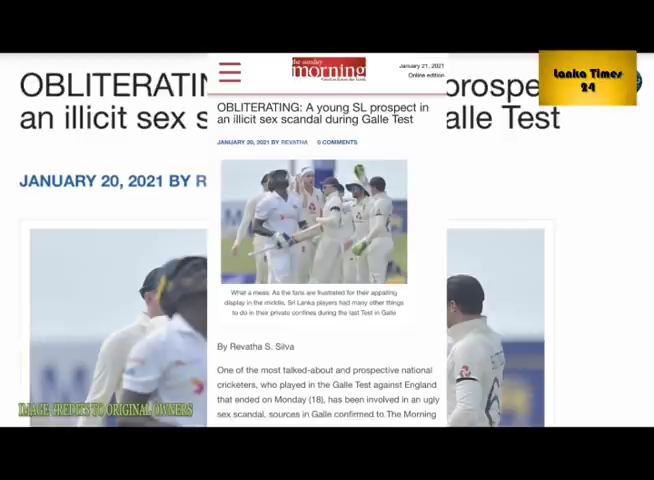 the sunday
morning
January 21, 2021
Online edition
Lanka Times
24
OBLITERATIN
prospe
an illicit sex s
alle Test
JANUARY 20, 2021 BY R
OBLITERATING: A young SL prospect in
an illicit sex scandal during Galle Test
JANUARY 20, 2021 BY REVATHA 0 COMMENTS
What a mess: As the fans are frustrated for their appalling
display in the middle, Sri Lanka players had many other things
to do in their private confines during the last Test in Galle
By Revatha S. Silva
One of the most talked-about and prospective national
cricketers, who played in the Galle Test against England
that ended on Monday (18), has been involved in an ugly
sex scandal, sources in Galle confirmed to The Morning
IMAGE CREDITS TO ORIGINAL OWNERS